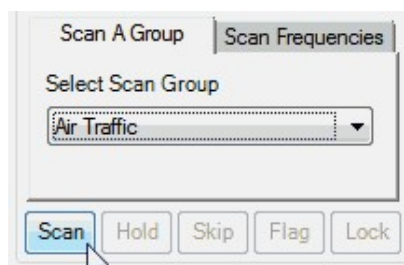 Scan A Group Scan Frequencies
Select Scan Group
Air Traffic
Scan Hold Skip Flag Lock